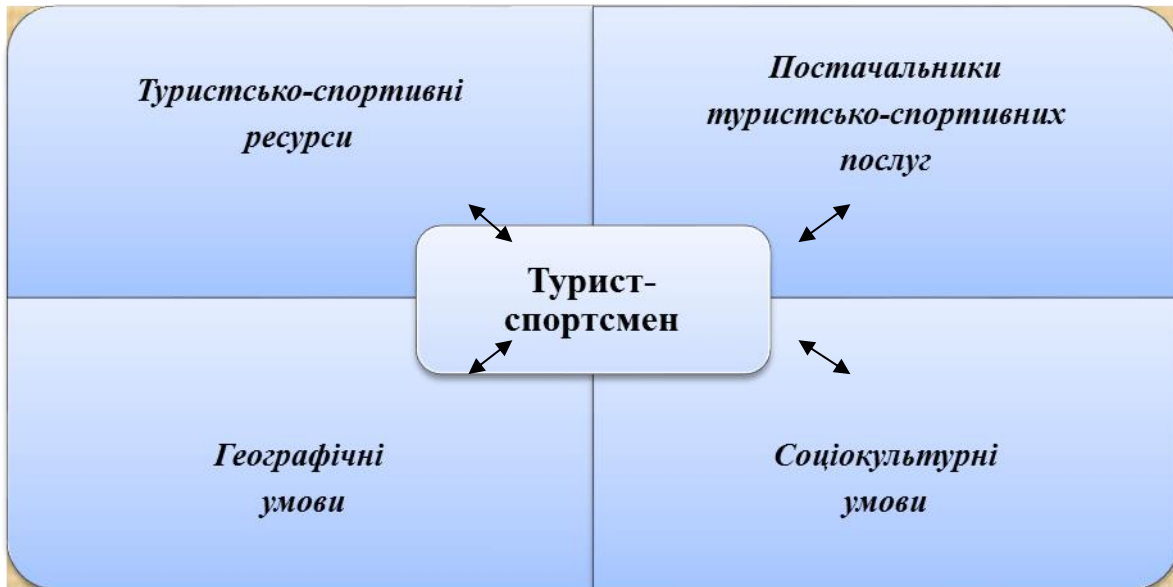 Туристсько-спортивні
ресурси
Постачальники
туристсько-спортивних
послуг
Турист-
спортсмен
Географічні
умови
Соціокультурні
умови